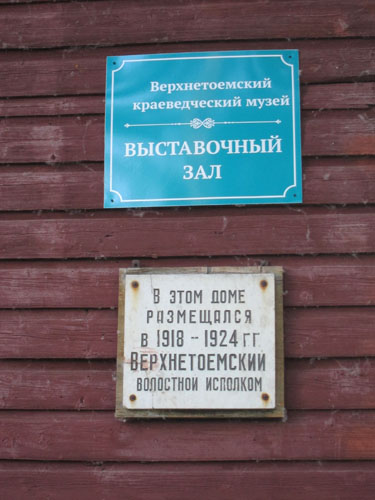 Верхнетоемский
краеведческий музей
ВЫСТАВОЧНЫЙ
ЗАЛ
В ЭТОМ ДОМЕ
РАЗМЕЩАЛСЯ
В 1918 - 1924 ГГ
ВЕРХНЕТОЕМСКИЙ
ВОЛОСТНОЙ ИСПОЛКОМ